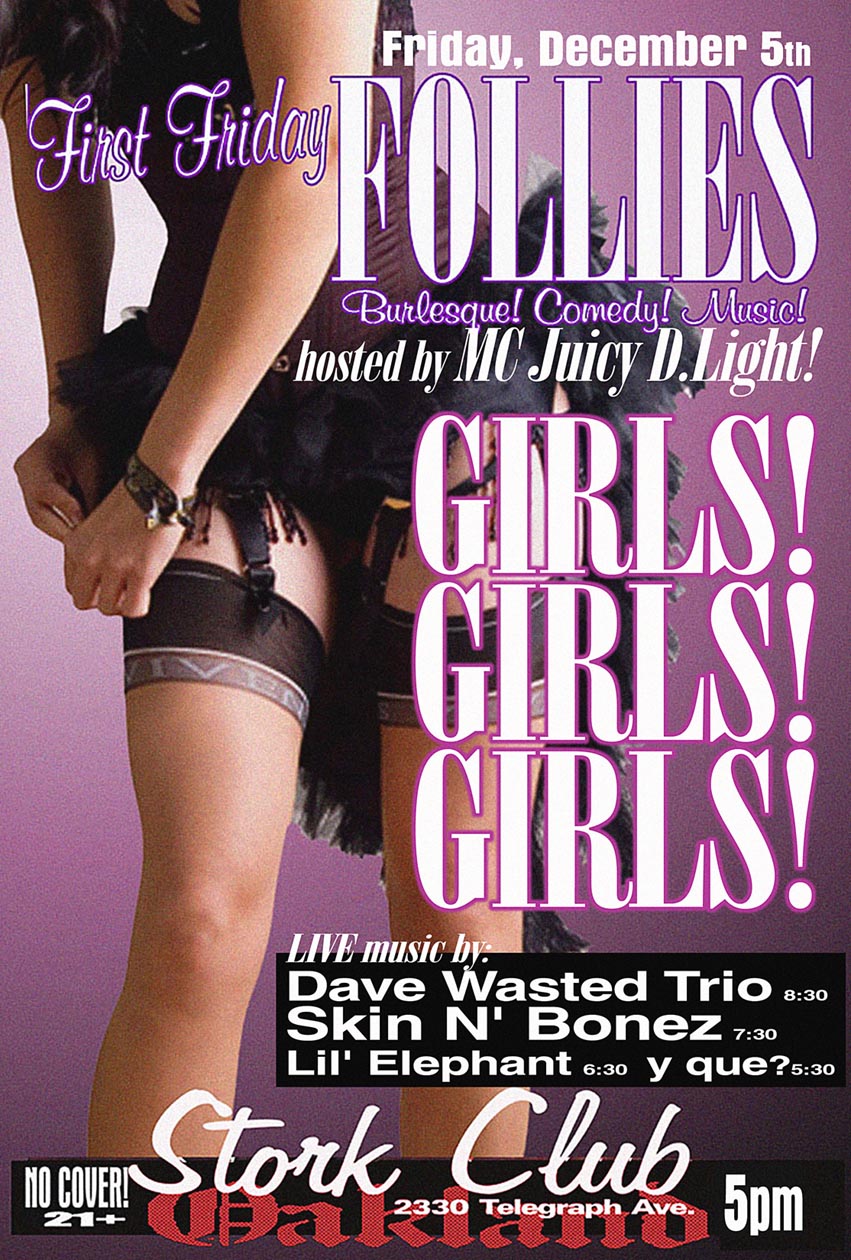 Friday, December 5th
First Friday
FOLLIES
Burlesque! Comedy! Music!
hosted by MC Juicy D.Light!
GIRLS!
GIRLS!
GIRLS!
LIVE music by:
Dave Wasted Trio 8:30
Skin N' Bonez 7:30
Lil' Elephant 6:30 y que? 5:30
Stork Club
NO COVER!
21+
2330 Telegraph Ave.
Oakland
5pm